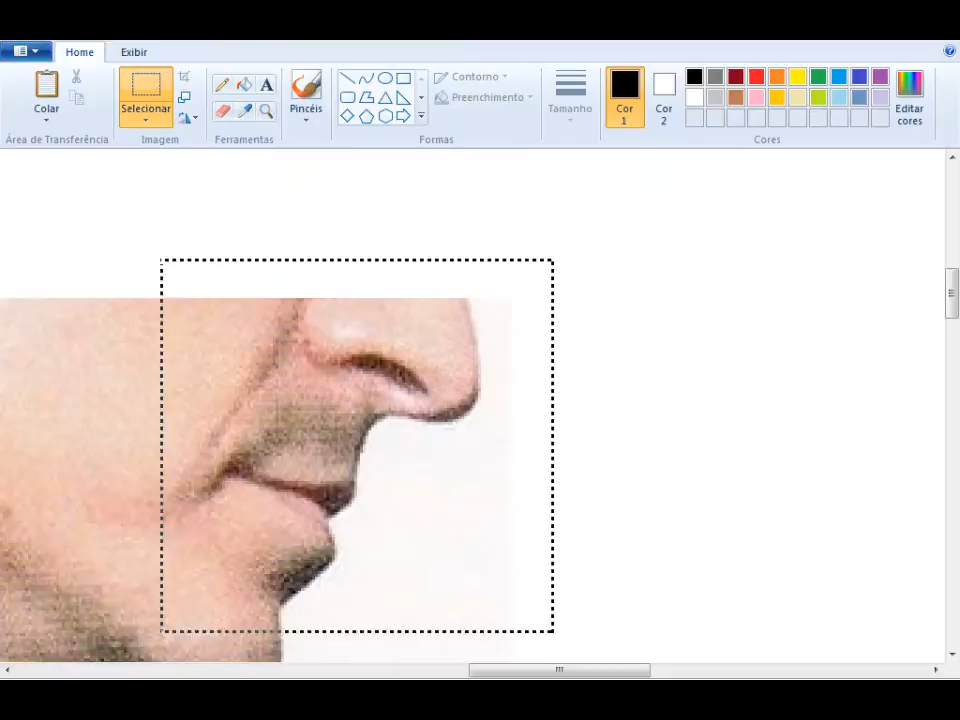 Home Exibir
Contorno
Preenchimento
Colar
Selecionar
A
Pincéis
Tamanho
Cor 1
Cor 2
Editar cores
Área de Transferência Imagem Ferramentas Formas Cores